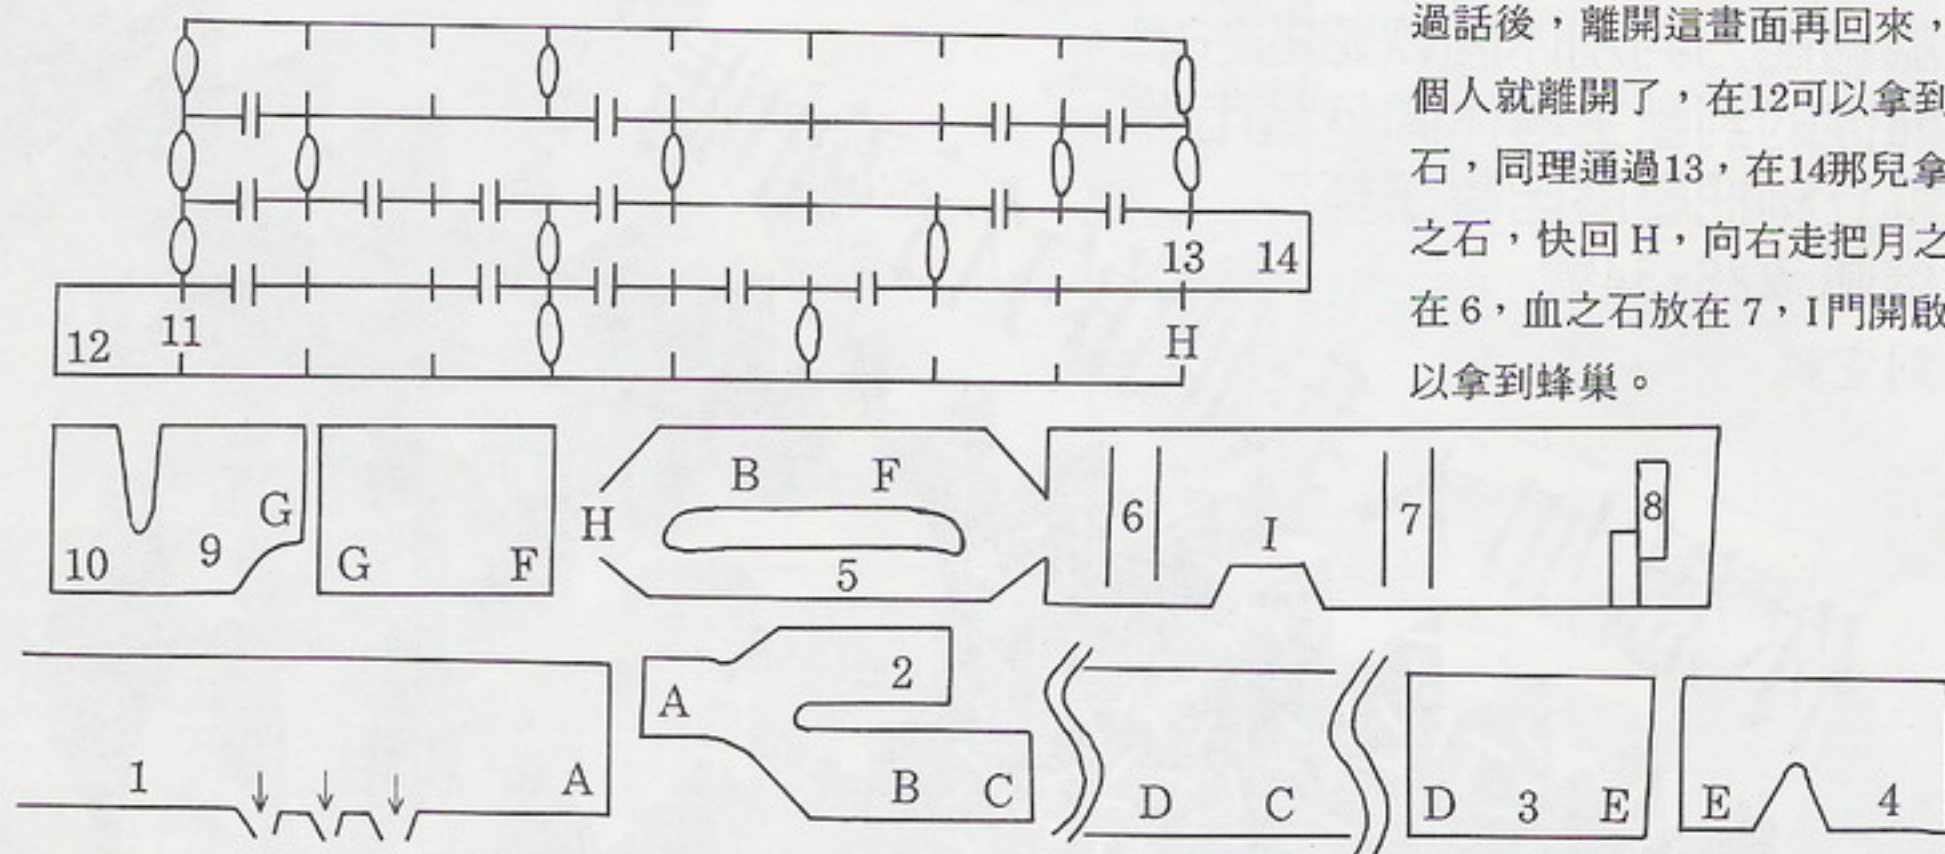 過話後，離開這畫面再回來，
個人就離開了，在12可以拿到
石，同理通過13，在14那兒拿
之石，快回H，向右走把月之
在6，血之石放在7，I門開啟
以拿到蜂巢。
13 14
12 11 H
B F
10 9 G G F H 5 6 I 7 8
A 2
1 A B C D C D 3 E E 4